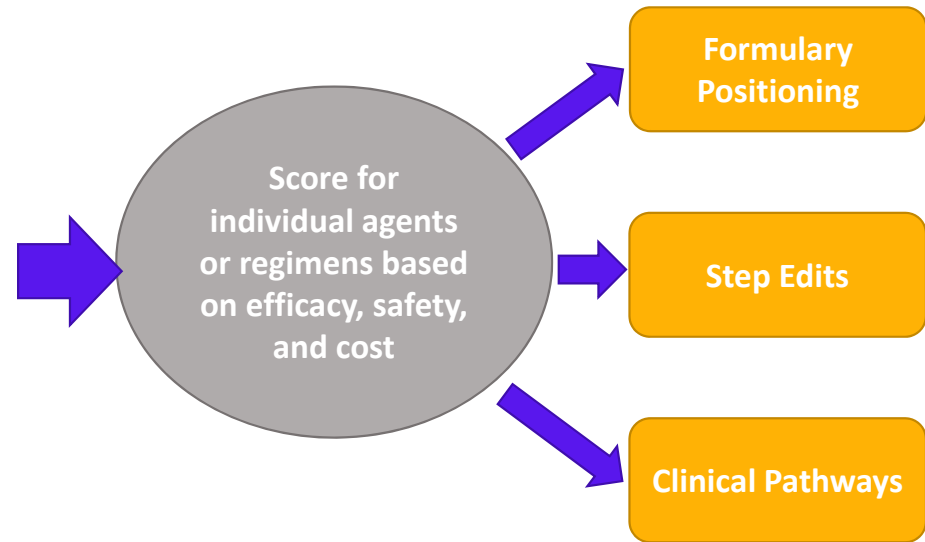 Formulary
Positioning
Score for
individual agents
or regimens based
on efficacy, safety,
and cost
Step Edits
Clinical Pathways